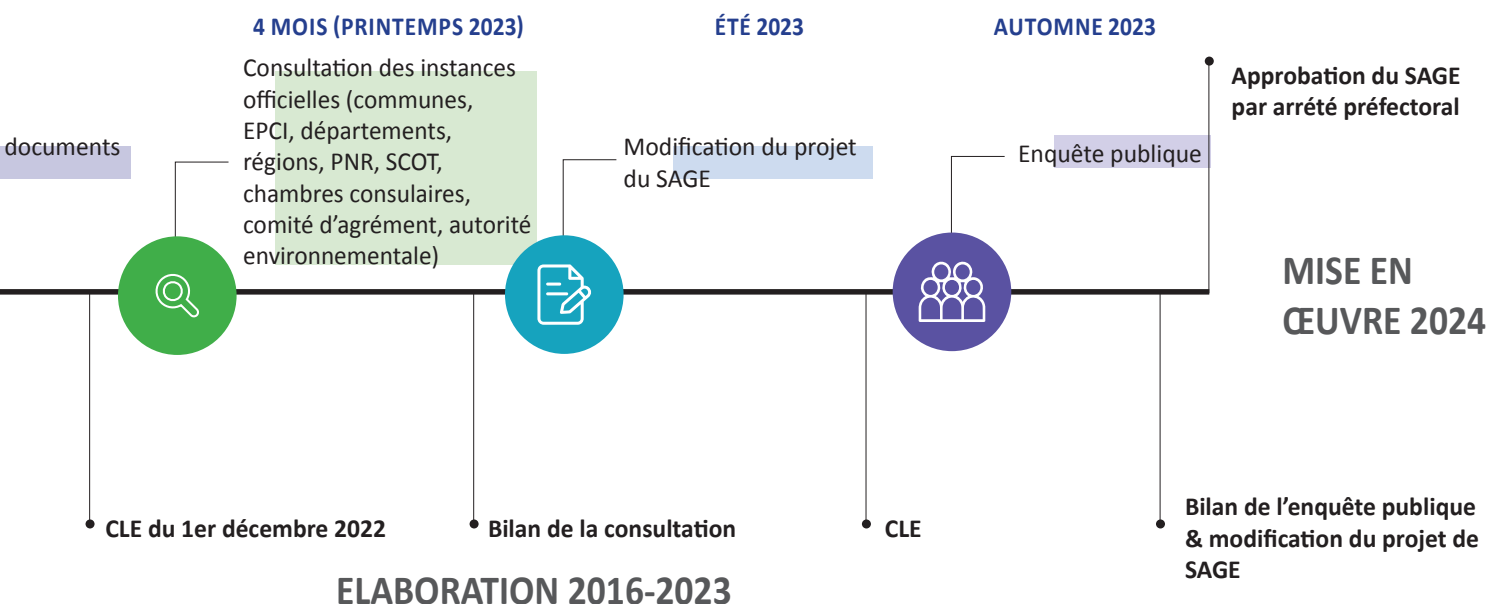 4 MOIS (PRINTEMPS 2023)
ÉTÉ 2023
AUTOMNE 2023
documents
Consultation des instances
officielles (communes,
EPCI, départements,
régions, PNR, SCOT,
chambres consulaires,
comité d’agrément, autorité
environnementale)
Modification du projet
du SAGE
Enquête publique
Approbation du SAGE
par arrété préfectoral
MISE EN
ŒUVRE 2024
CLE du 1er décembre 2022
Bilan de la consultation
CLE
Bilan de l’enquête publique
& modification du projet de
SAGE
ELABORATION 2016-2023